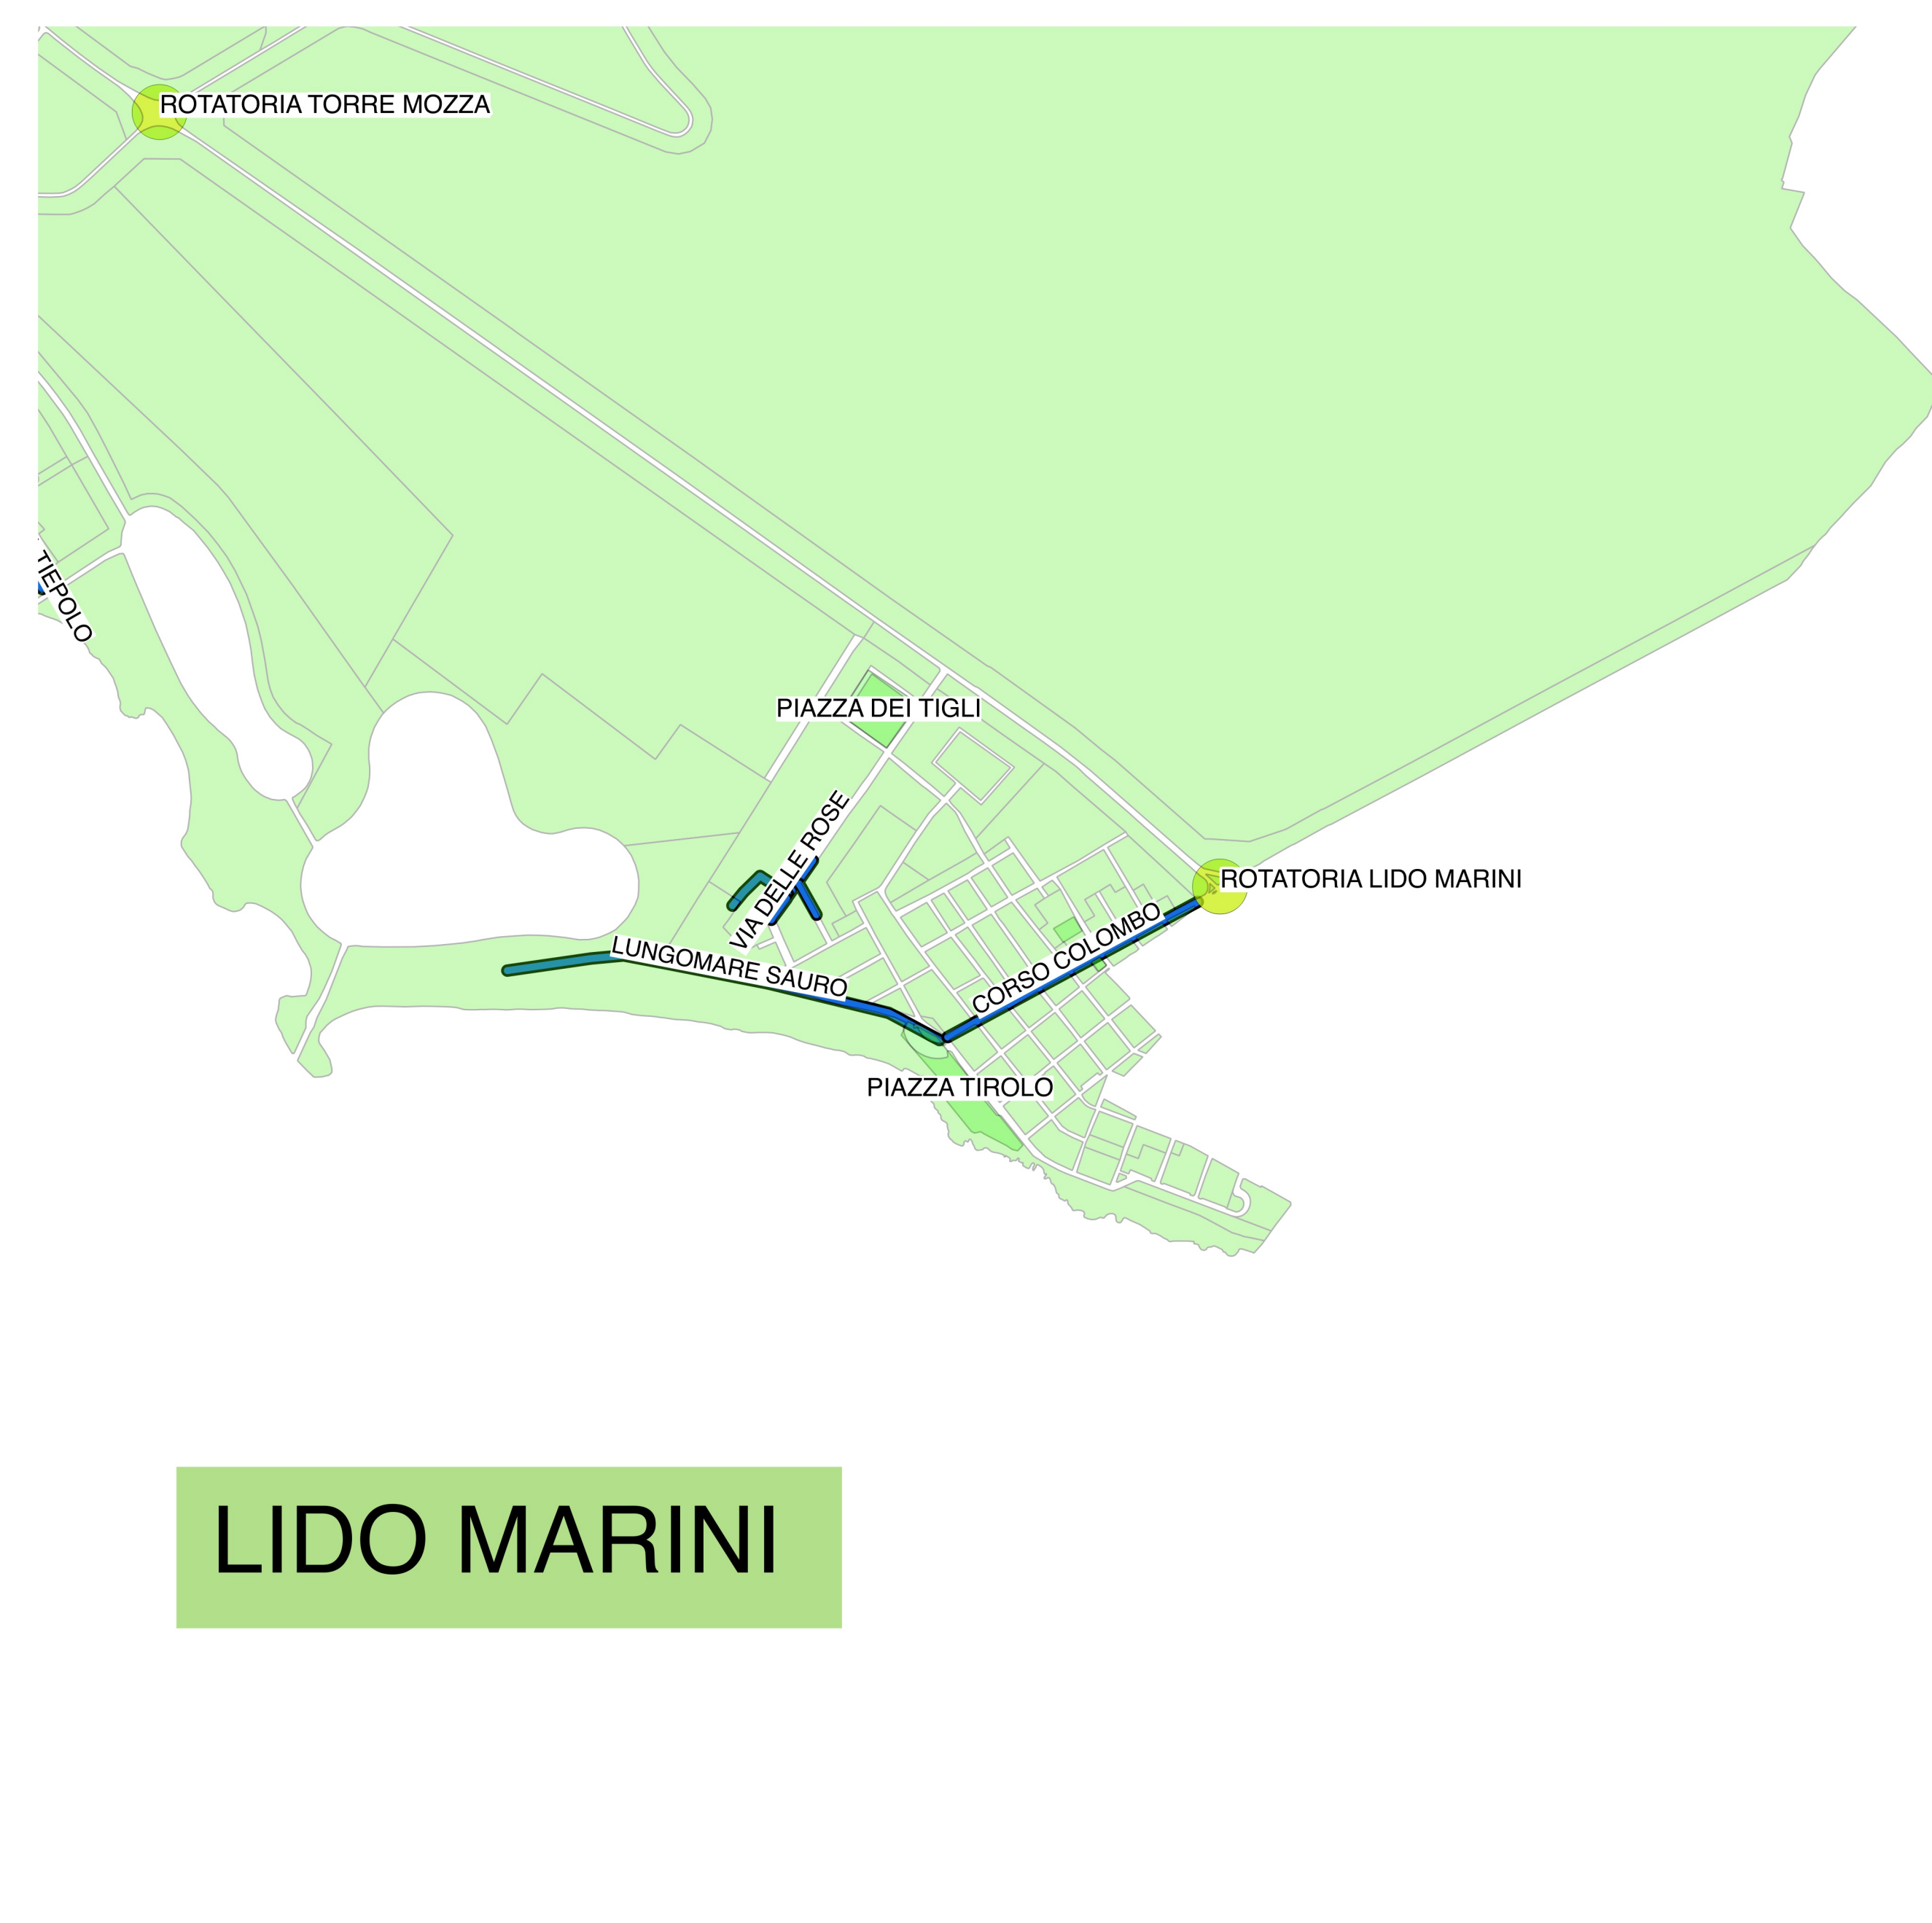 ROTATORIA TORRE MOZZA
TIEPOLO
PIAZZA DEI TIGLI
VIA DELLE ROSE
ROTATORIA LIDO MARINI
CORSO COLOMBO
LUNGOMARE SAURO
PIAZZA TIROLO
LIDO MARINI